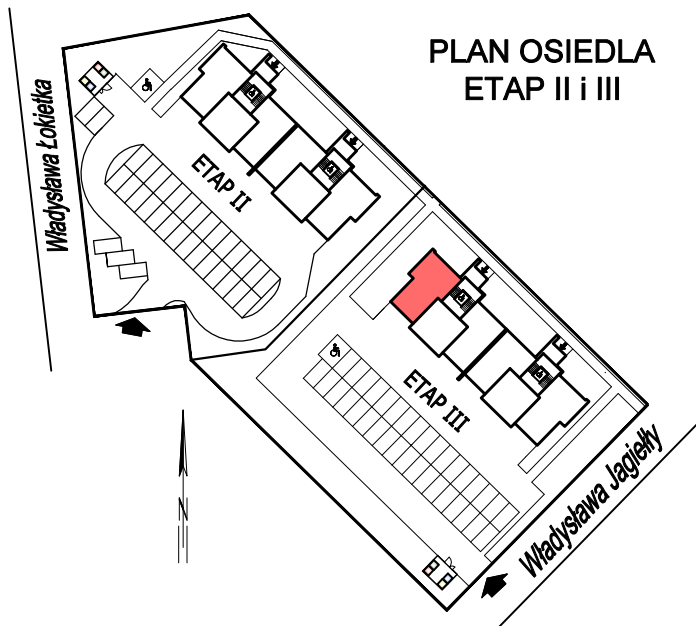 PLAN OSIEDLA
ETAP II i III
Władysława Łokietka
ETAP II
ETAP III
Władysława Jagiełły
N